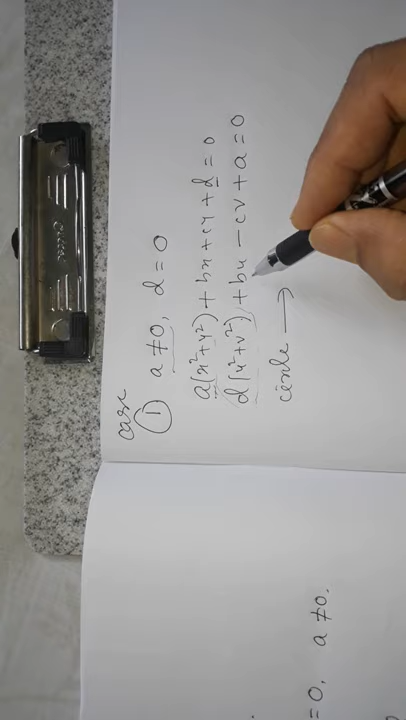 case
① a ≠ 0, d = 0
a(x² + y²) + bx + cy + d = 0
d(u² + v²) + bu - cv + a = 0
circle →
= 0, a ≠ 0.